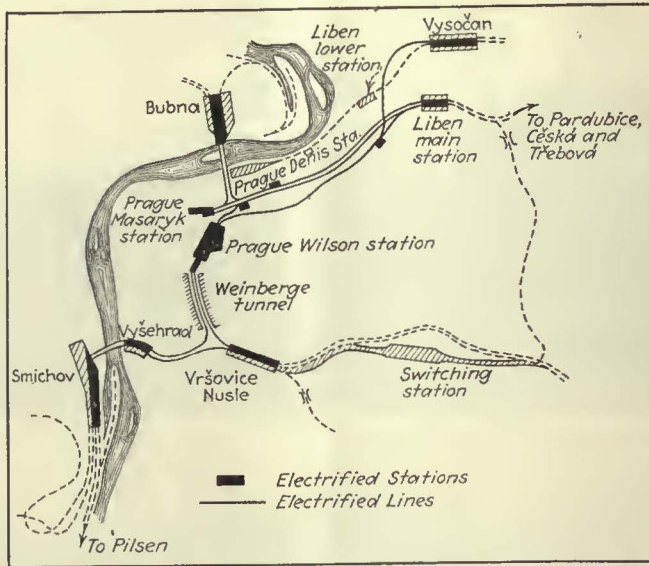 Vysočan
Liben
lower
station
Bubna
Liben
main
station
To Pardubice,
Česká and
Třebová
Prague Denis Sta.
Prague
Masaryk
station
Prague Wilson station
Weinberge
tunnel
Vyšehrad
Smichov
Vršovice
Nusle
Switching
station
Electrified Stations
Electrified Lines
To Pilsen